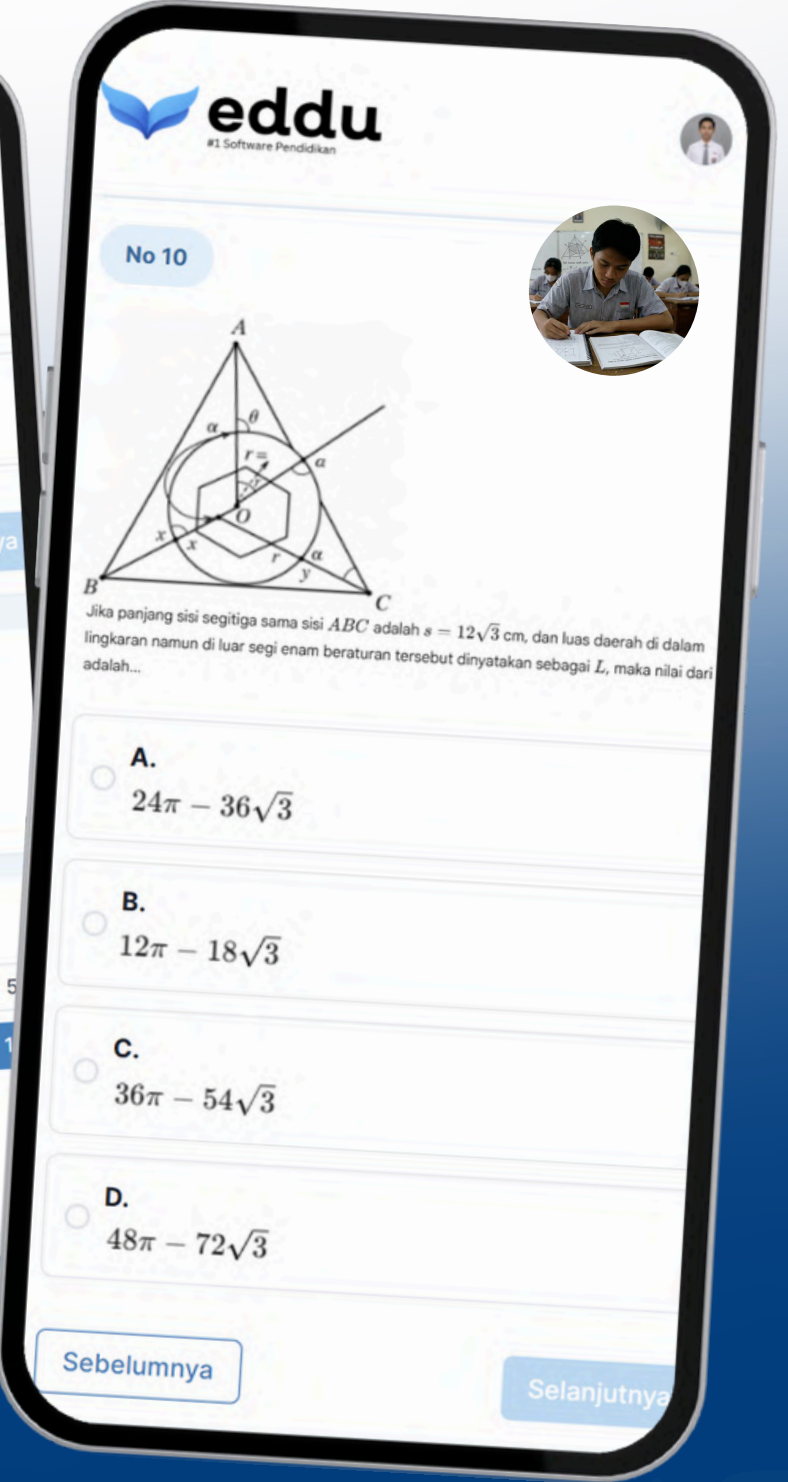 eddu
#1 Software Pendidikan
No 10
A
α
θ
r =
a
O
x
x
r
α
y
B
C
Jika panjang sisi segitiga sama sisi ABC adalah s = 12√3 cm, dan luas daerah di dalam
lingkaran namun di luar segi enam beraturan tersebut dinyatakan sebagai L, maka nilai dari
adalah...
A.
24π − 36√3
B.
12π − 18√3
C.
36π − 54√3
D.
48π − 72√3
5
1
Sebelumnya
Selanjutnya